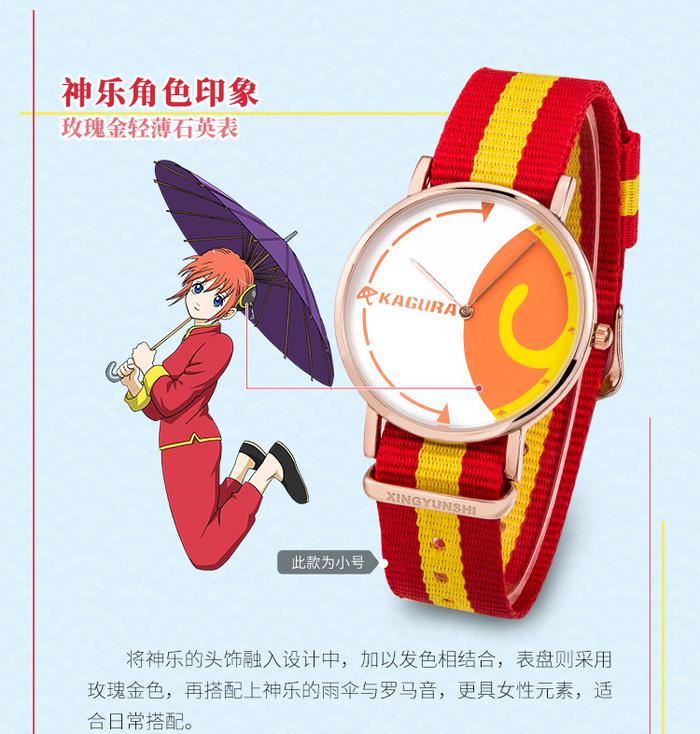 神乐角色印象
玫瑰金轻薄石英表
KAGURA
XINGYUNSHI
此款为小号
将神乐的头饰融入设计中，加以发色相结合，表盘则采用
玫瑰金色，再搭配上神乐的雨伞与罗马音，更具女性元素，适
合日常搭配。